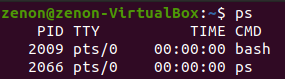 zenon@zenon-VirtualBox:~$ ps
PID TTY TIME CMD
2009 pts/0 00:00:00 bash
2066 pts/0 00:00:00 ps